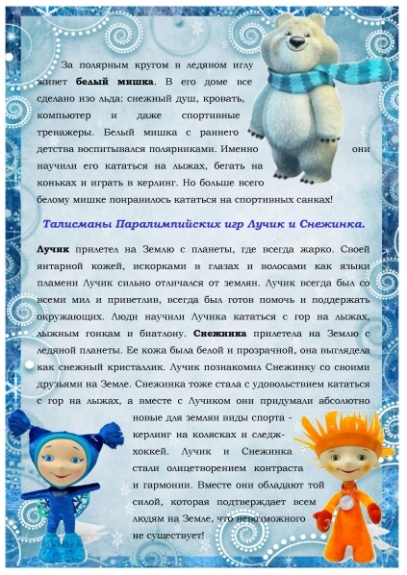 За полярным кругом в ледяном иглу
живет белый мишка. В его доме все
сделано изо льда: снежный душ, кровать,
компьютер и даже спортивные
тренажеры. Белый мишка с раннего
детства воспитывался полярниками. Именно они
научили его кататься на лыжах, бегать на
коньках и играть в керлинг. Но больше всего
белому мишке понравилось кататься на спортивных санках!
Талисманы Паралимпийских игр Лучик и Снежинка.
Лучик прилетел на Землю с планеты, где всегда жарко. Своей
янтарной кожей, искорками в глазах и волосами как языки
пламени Лучик сильно отличался от землян. Лучик всегда был со
всеми мил и приветлив, всегда был готов помочь и поддержать
окружающих. Люди научили Лучика кататься с гор на лыжах,
лыжным гонкам и биатлону. Снежинка прилетела на Землю с
ледяной планеты. Ее кожа была белой и прозрачной, она выглядела
как снежный кристаллик. Лучик познакомил Снежинку со своими
друзьями на Земле. Снежинка тоже стала с удовольствием кататься
с гор на лыжах, а вместе с Лучиком они придумали абсолютно
новые для землян виды спорта -
керлинг на колясках и следж-
хоккей. Лучик и Снежинка
стали олицетворением контраста
и гармонии. Вместе они обладают той
силой, которая подтверждает всем
людям на Земле, что невозможного
не существует!